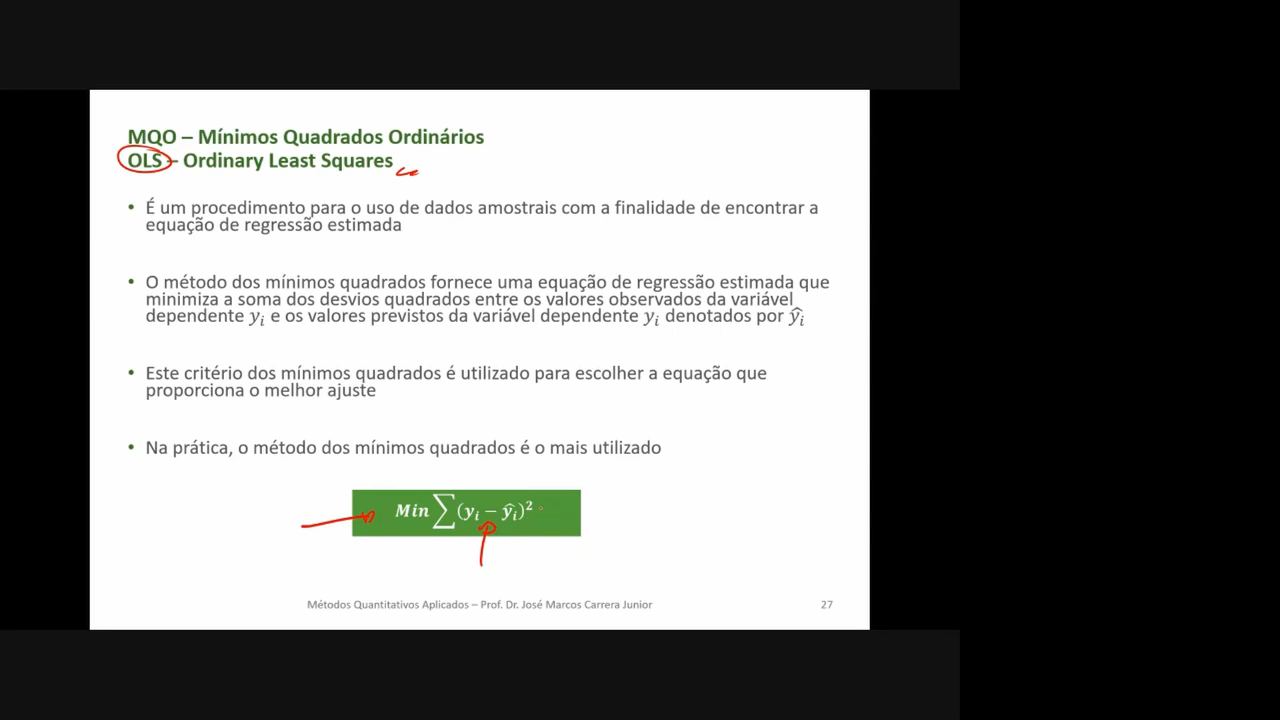 MQO – Mínimos Quadrados Ordinários
OLS – Ordinary Least Squares
• É um procedimento para o uso de dados amostrais com a finalidade de encontrar a
equação de regressão estimada
• O método dos mínimos quadrados fornece uma equação de regressão estimada que
minimiza a soma dos desvios quadrados entre os valores observados da variável
dependente yᵢ e os valores previstos da variável dependente yᵢ denotados por ŷᵢ
• Este critério dos mínimos quadrados é utilizado para escolher a equação que
proporciona o melhor ajuste
• Na prática, o método dos mínimos quadrados é o mais utilizado
Min ∑(yᵢ − ŷᵢ)²
Métodos Quantitativos Aplicados – Prof. Dr. José Marcos Carrera Junior
27